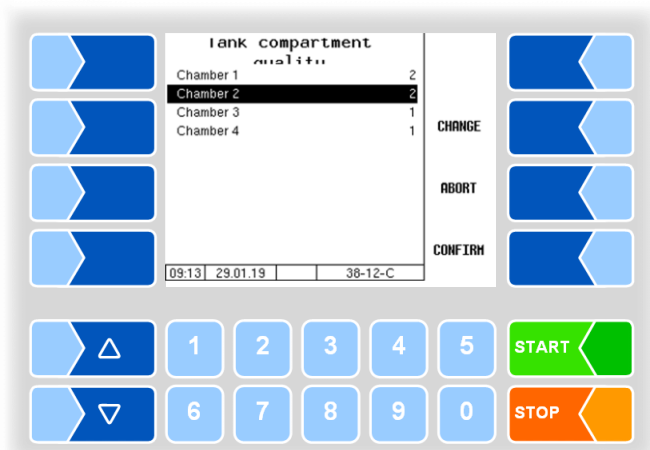 Tank compartment
quality
Chamber 1 2
Chamber 2 2
Chamber 3 1
Chamber 4 1
CHANGE
ABORT
CONFIRM
09:13 29.01.19 38-12-C
1 2 3 4 5 START
6 7 8 9 0 STOP